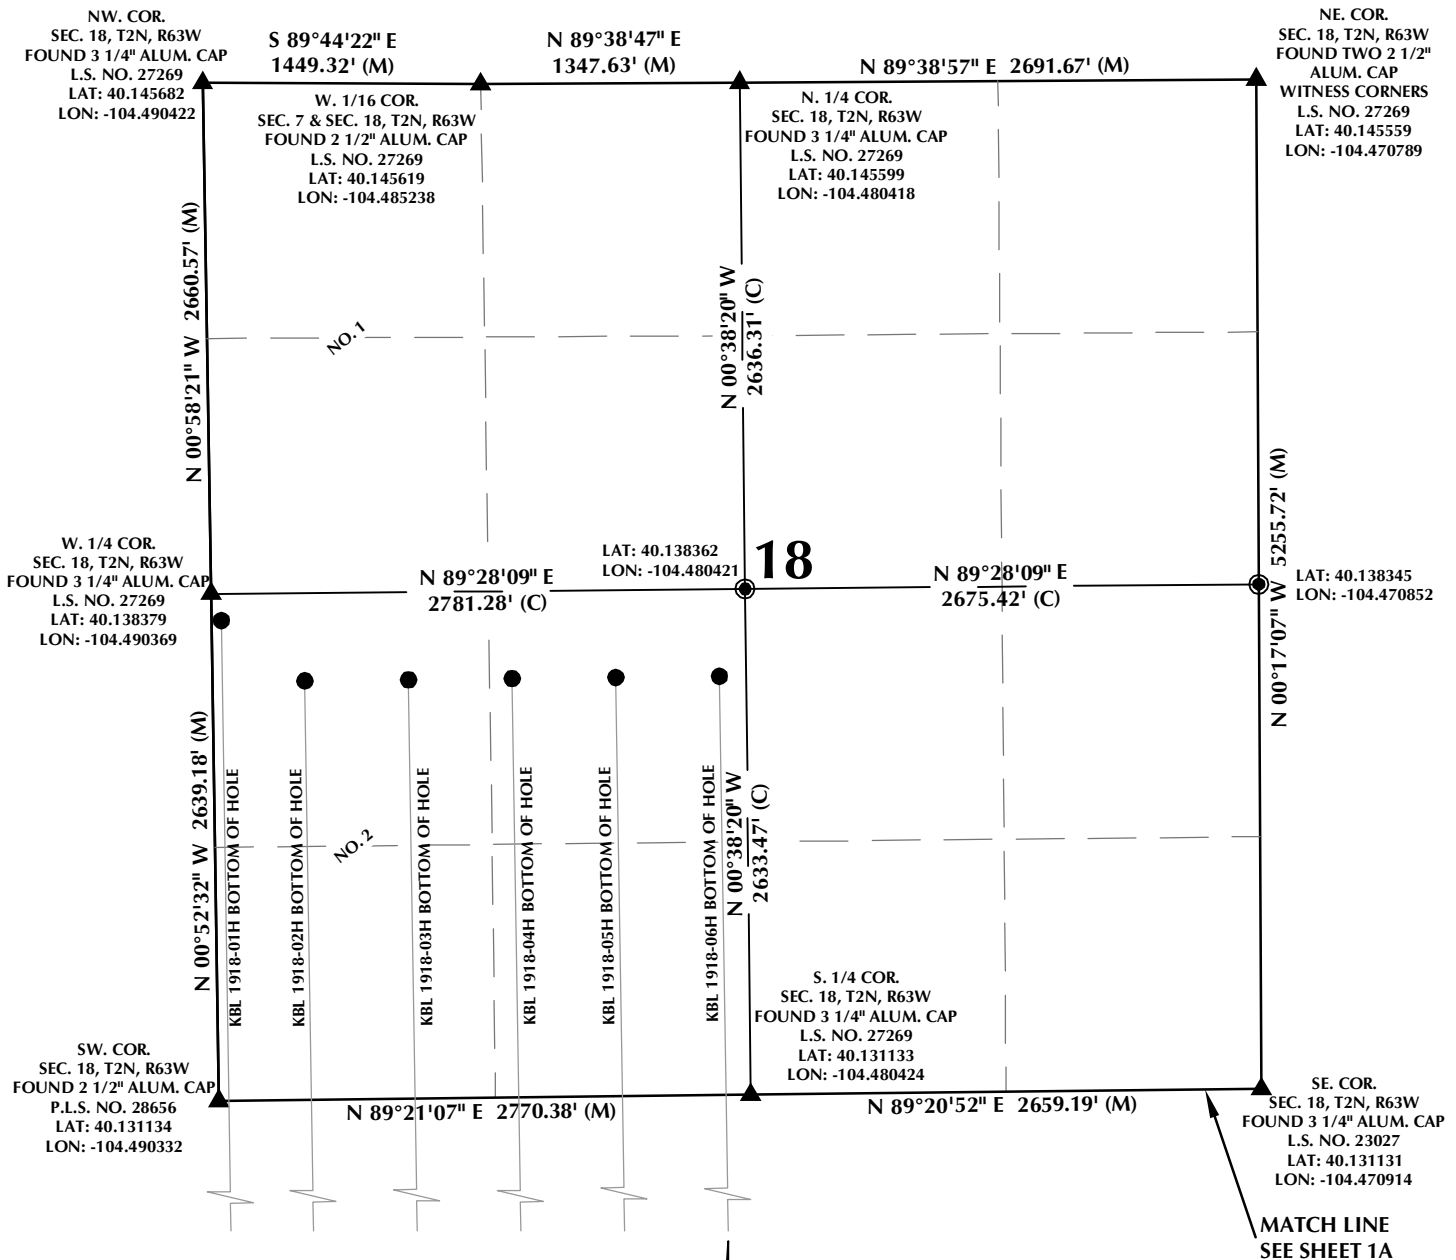 NW. COR.
SEC. 18, T2N, R63W
FOUND 3 1/4" ALUM. CAP
L.S. NO. 27269
LAT: 40.145682
LON: -104.490422
S 89°44'22" E
1449.32' (M)
N 89°38'47" E
1347.63' (M)
N 89°38'57" E 2691.67' (M)
NE. COR.
SEC. 18, T2N, R63W
FOUND TWO 2 1/2"
ALUM. CAP
WITNESS CORNERS
L.S. NO. 27269
LAT: 40.145559
LON: -104.470789
W. 1/16 COR.
SEC. 7 & SEC. 18, T2N, R63W
FOUND 2 1/2" ALUM. CAP
L.S. NO. 27269
LAT: 40.145619
LON: -104.485238
N. 1/4 COR.
SEC. 18, T2N, R63W
FOUND 3 1/4" ALUM. CAP
L.S. NO. 27269
LAT: 40.145599
LON: -104.480418
N 00°58'21" W 2660.57' (M)
NO.1
N 00°38'20" W
2636.31' (C)
N 00°17'07" W 5255.72' (M)
W. 1/4 COR.
SEC. 18, T2N, R63W
FOUND 3 1/4" ALUM. CAP
L.S. NO. 27269
LAT: 40.138379
LON: -104.490369
N 89°28'09" E
2781.28' (C)
LAT: 40.138362
LON: -104.480421
18
N 89°28'09" E
2675.42' (C)
LAT: 40.138345
LON: -104.470852
N 00°52'32" W 2639.18' (M)
KBL 1918-01H BOTTOM OF HOLE
KBL 1918-02H BOTTOM OF HOLE
NO.2
KBL 1918-03H BOTTOM OF HOLE
KBL 1918-04H BOTTOM OF HOLE
KBL 1918-05H BOTTOM OF HOLE
KBL 1918-06H BOTTOM OF HOLE
N 00°38'20" W
2633.47' (C)
SW. COR.
SEC. 18, T2N, R63W
FOUND 2 1/2" ALUM. CAP
P.L.S. NO. 28656
LAT: 40.131134
LON: -104.490332
N 89°21'07" E 2770.38' (M)
S. 1/4 COR.
SEC. 18, T2N, R63W
FOUND 3 1/4" ALUM. CAP
L.S. NO. 27269
LAT: 40.131133
LON: -104.480424
N 89°20'52" E 2659.19' (M)
SE. COR.
SEC. 18, T2N, R63W
FOUND 3 1/4" ALUM. CAP
L.S. NO. 23027
LAT: 40.131131
LON: -104.470914
MATCH LINE
SEE SHEET 1A